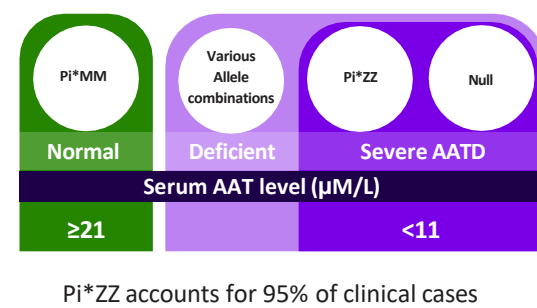 Pi*MM
Various
Allele
combinations
Pi*ZZ
Null
Normal
Deficient
Severe AATD
Serum AAT level (µM/L)
≥21
<11
Pi*ZZ accounts for 95% of clinical cases